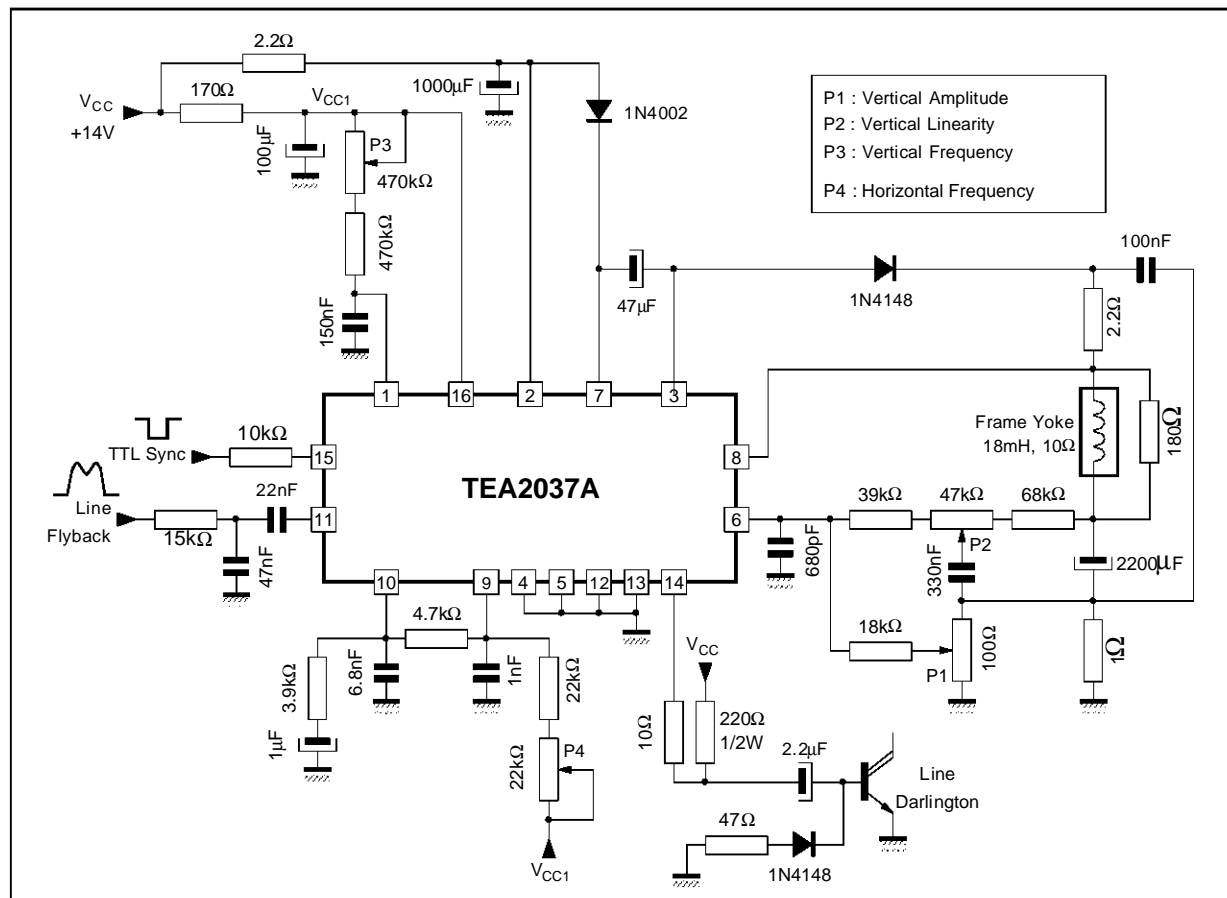 2.2Ω
170Ω
V_CC
+14V
V_CC1
1000μF
1N4002
100μF
P3
470kΩ
470kΩ
150nF
P1 : Vertical Amplitude
P2 : Vertical Linearity
P3 : Vertical Frequency
P4 : Horizontal Frequency
47μF
1N4148
100nF
2.2Ω
1
16
2
7
3
TTL Sync
10kΩ
15
Line
Flyback
15kΩ
22nF
47nF
11
TEA2037A
8
6
Frame Yoke
18mH, 10Ω
180Ω
39kΩ
47kΩ
68kΩ
P2
680pF
330nF
2200μF
18kΩ
P1
100Ω
1Ω
10
9
4
5
12
13
14
4.7kΩ
3.9kΩ
6.8nF
1nF
22kΩ
1μF
22kΩ
P4
V_CC1
V_CC
10Ω
220Ω
1/2W
2.2μF
Line
Darlington
47Ω
1N4148